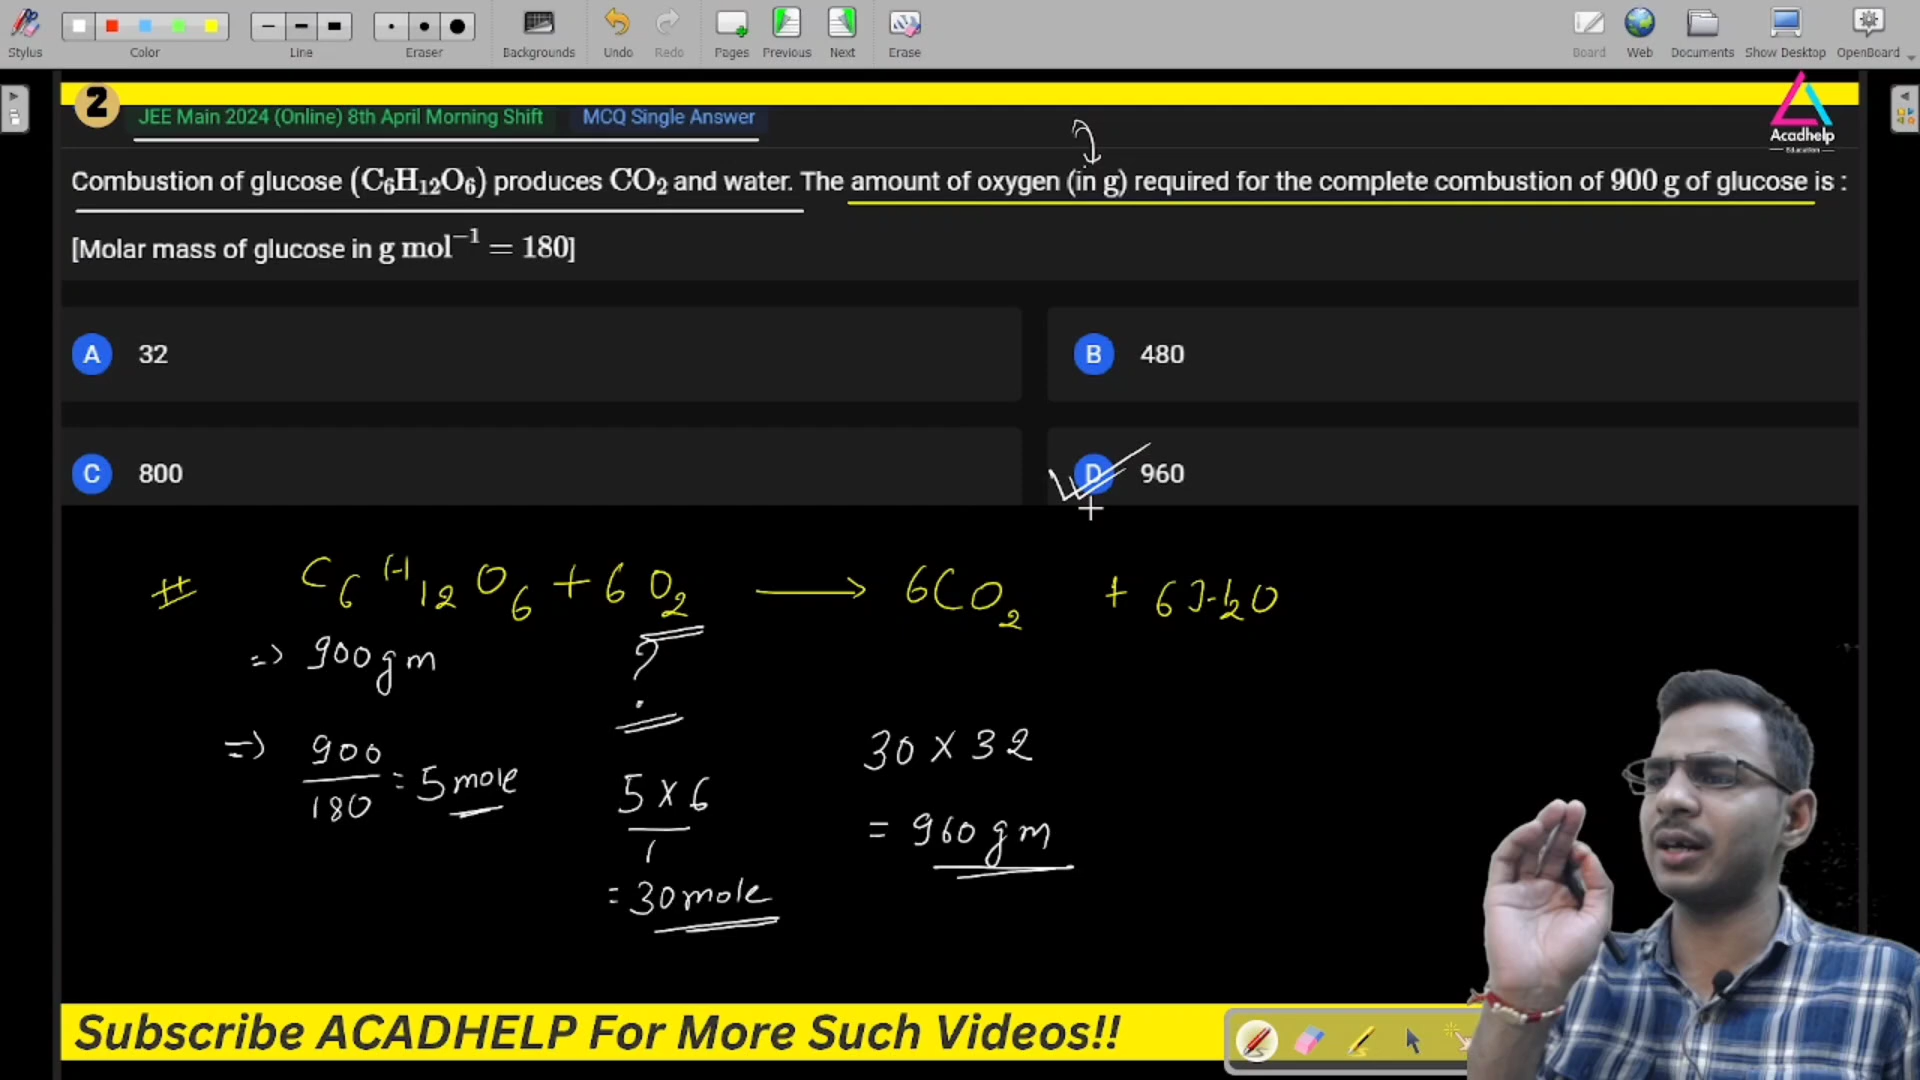 Stylus Color Line Eraser Backgrounds Undo Redo Pages Previous Next Erase Board Web Documents Show Desktop OpenBoard
2
JEE Main 2024 (Online) 8th April Morning Shift MCQ Single Answer
Acadhelp
Education
Combustion of glucose (C₆H₁₂O₆) produces CO₂ and water. The amount of oxygen (in g) required for the complete combustion of 900 g of glucose is :
[Molar mass of glucose in g mol⁻¹ = 180]
A 32
B 480
C 800
D 960
# C₆H₁₂O₆ + 6O₂ ⟶ 6CO₂ + 6H₂O
=> 900gm ?
=> 900/180 = 5 mole
5 × 6 / 1
= 30 mole
30 × 32
= 960 gm
Subscribe ACADHELP For More Such Videos!!